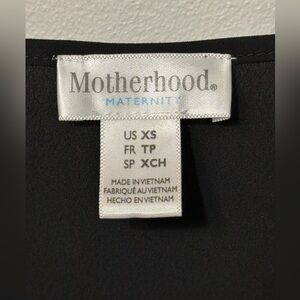 Motherhood®
MATERNITY
US XS
FR TP
SP XCH
MADE IN VIETNAM
FABRIQUÉ AU VIETNAM
HECHO EN VIETNAM